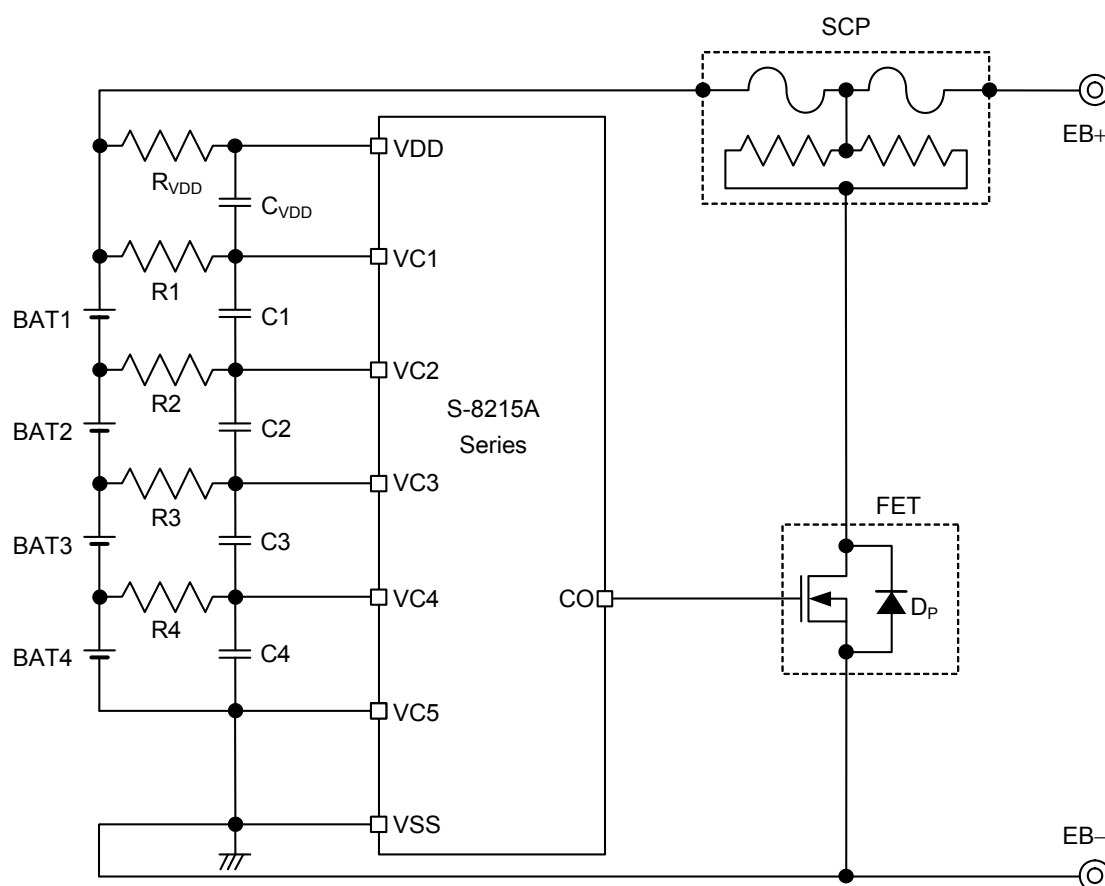 SCP
EB+
VDD
RVDD
CVDD
VC1
R1
BAT1
C1
VC2
R2
S-8215A
Series
BAT2
C2
VC3
R3
FET
BAT3
C3
VC4
CO
R4
DP
BAT4
C4
VC5
VSS
EB−